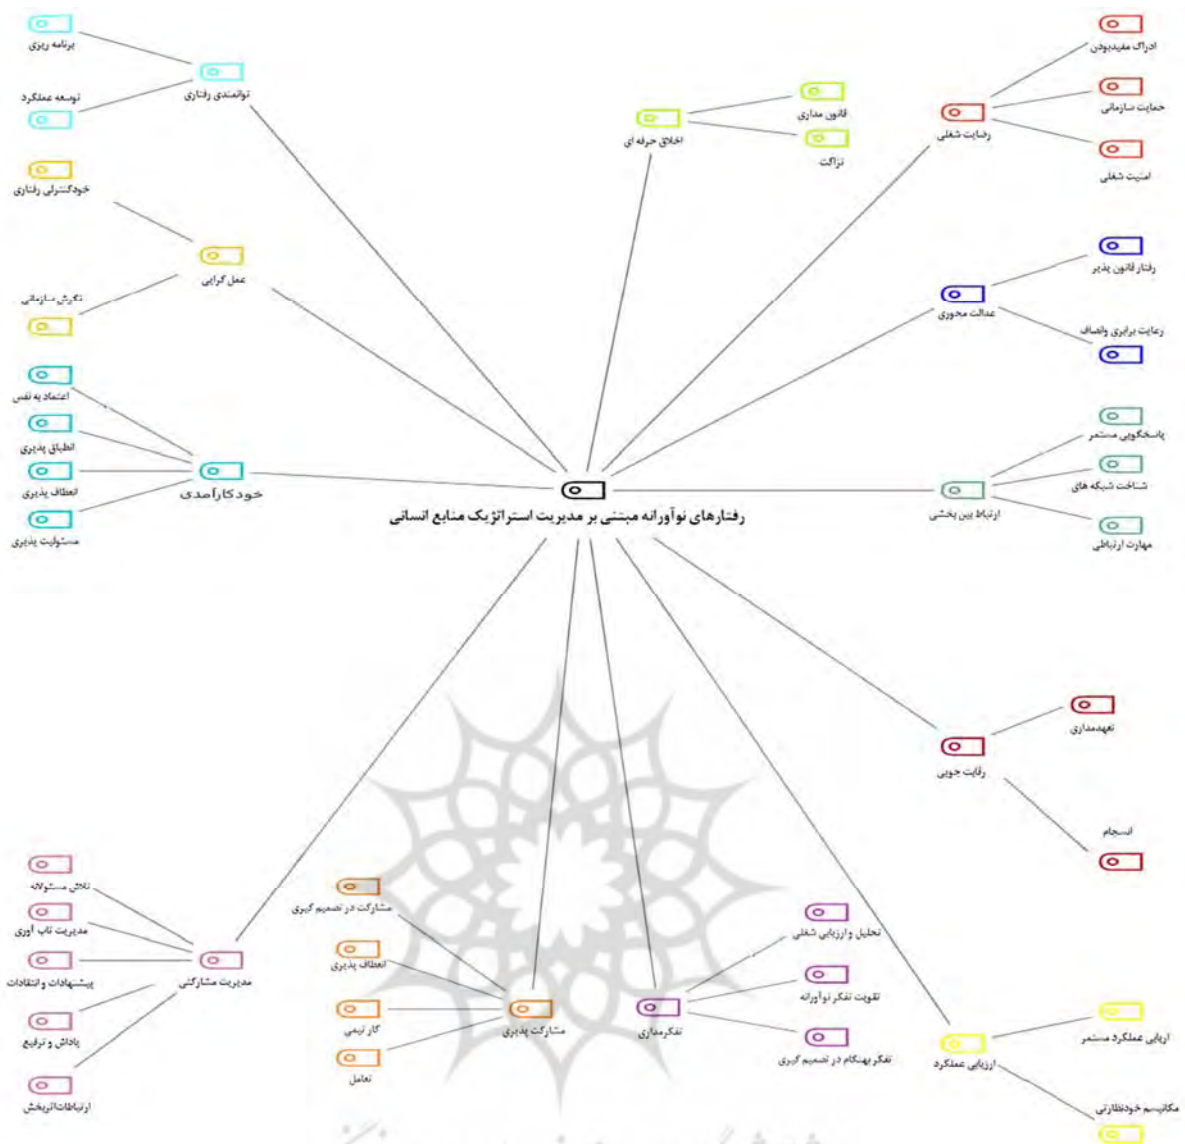 برنامه ریزی
توانمندی رفتاری
توسعه عملکرد
خودکنترلی رفتاری
عمل گرایی
نگرش سازمانی
اعتماد به نفس
انطباق پذیری
انعطاف پذیری
مسئولیت پذیری
خودکارآمدی
اخلاق حرفه ای
قانون مداری
نزاکت
ادراک مفیدبودن
حمایت سازمانی
امنیت شغلی
رضایت شغلی
رفتار قانون پذیر
عدالت محوری
رعایت برابری وانصاف
پاسخگویی مستمر
شناخت شبکه های
مهارت ارتباطی
ارتباط بین بخشی
رفتارهای نوآورانه مبتنی بر مدیریت استراتژیک منابع انسانی
تعهدمداری
رقابت جویی
انسجام
تلاش مسئولانه
مدیریت تاب آوری
پیشنهادات و انتقادات
پاداش و ترفیع
ارتباطات اثربخش
مدیریت مشارکتی
مشارکت در تصمیم گیری
انعطاف پذیری
کار تیمی
تعامل
مشارکت پذیری
تحلیل و ارزیابی شغلی
تقویت تفکر نوآورانه
تفکر بهنگام در تصمیم گیری
تفکرمداری
اریابی عملکرد مستمر
ارزیابی عملکرد
مکانیسم خودنظارتی